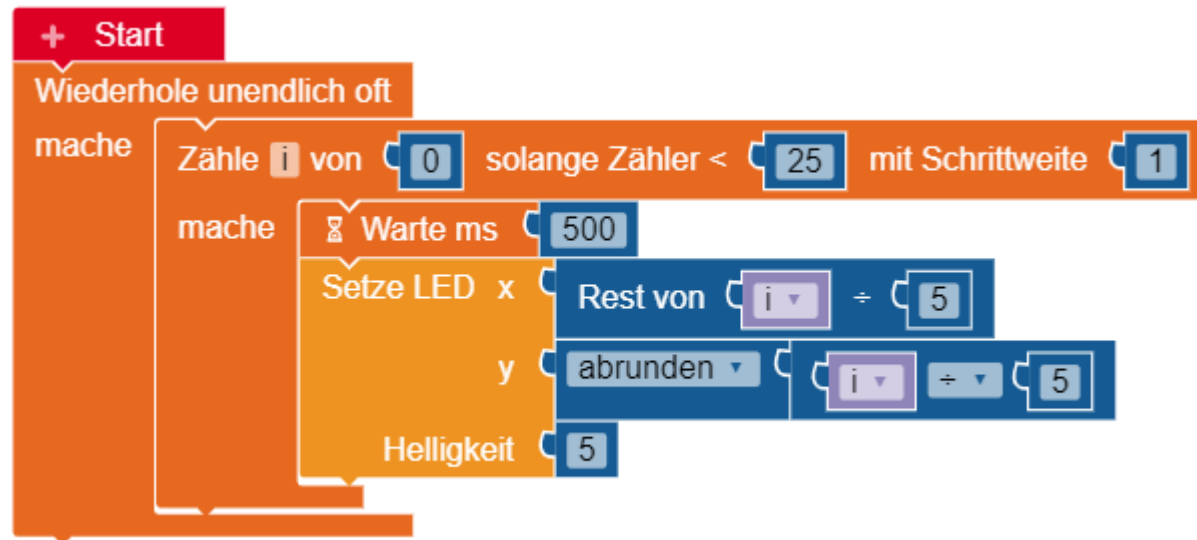 + Start
Wiederhole unendlich oft
mache
Zähle i von 0 solange Zähler < 25 mit Schrittweite 1
mache
Warte ms 500
Setze LED x Rest von i ÷ 5
y abrunden i ÷ 5
Helligkeit 5